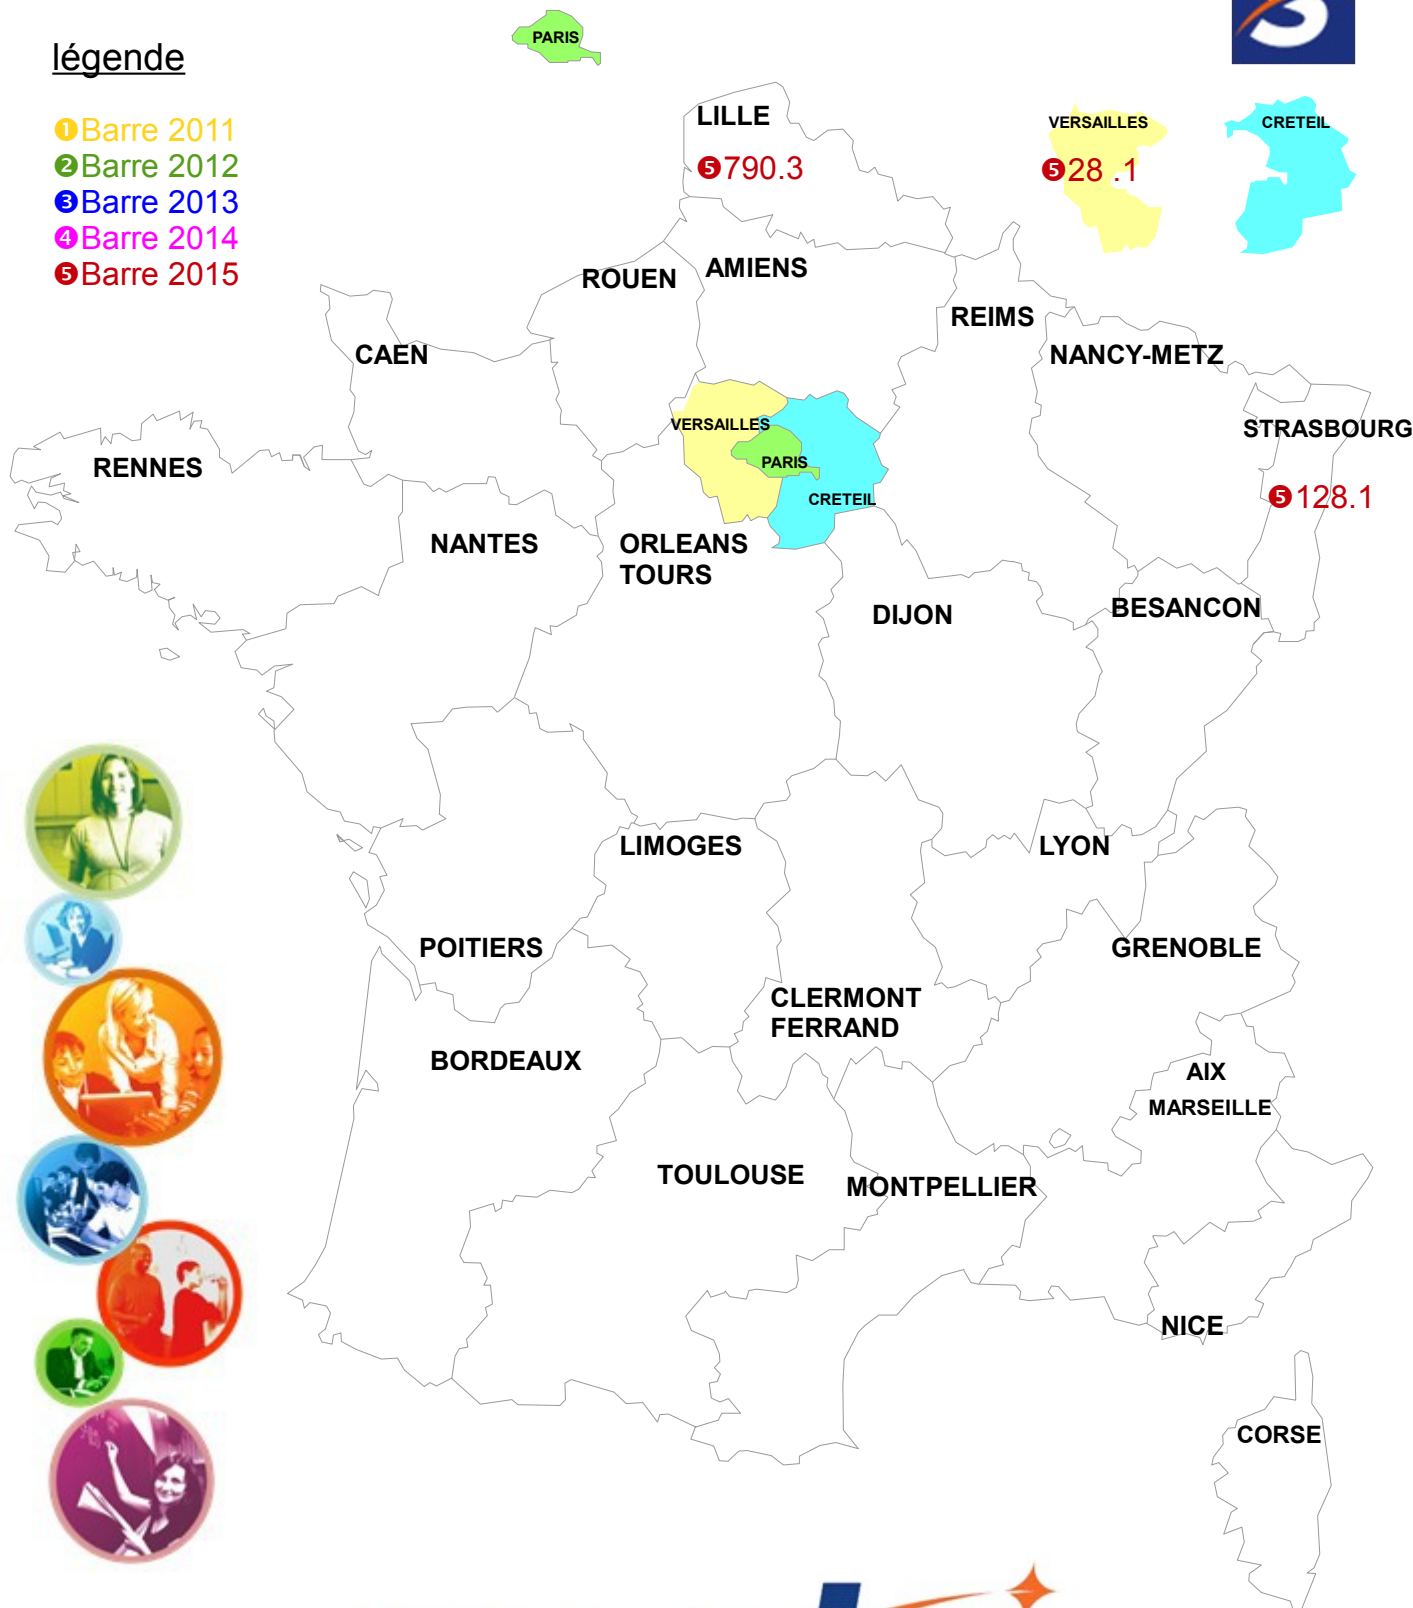 PARIS
légende
❶Barre 2011
❷Barre 2012
❸Barre 2013
❹Barre 2014
❺Barre 2015
LILLE
❺790.3
VERSAILLES
❺28 .1
CRETEIL
ROUEN
AMIENS
REIMS
CAEN
NANCY-METZ
VERSAILLES
STRASBOURG
RENNES
PARIS
CRETEIL
❺128.1
NANTES
ORLEANS
TOURS
DIJON
BESANCON
LIMOGES
LYON
POITIERS
GRENOBLE
CLERMONT
FERRAND
BORDEAUX
AIX
MARSEILLE
TOULOUSE
MONTPELLIER
NICE
CORSE